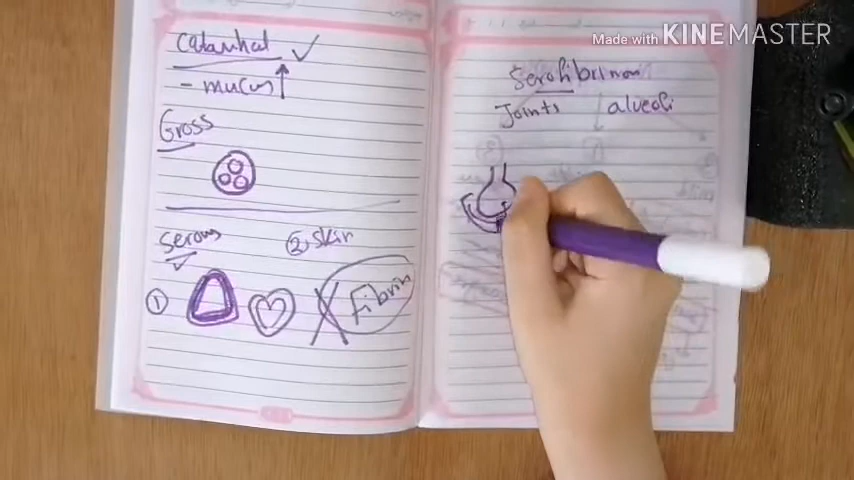 Made with KINEMASTER
Catarrhal ✓
- mucus ↑
Gross
Serous ② skin
✓
① X Fibrin
Serofibrinous
Joints alveoli